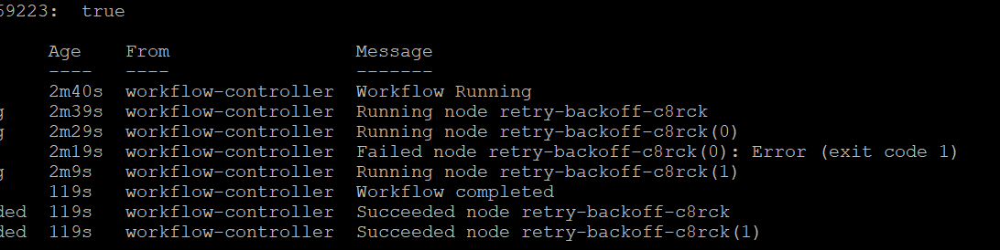 59223:  true
Age    From                 Message
----   ----                 -------
2m40s  workflow-controller  Workflow Running
g  2m39s  workflow-controller  Running node retry-backoff-c8rck
g  2m29s  workflow-controller  Running node retry-backoff-c8rck(0)
2m19s  workflow-controller  Failed node retry-backoff-c8rck(0): Error (exit code 1)
g  2m9s   workflow-controller  Running node retry-backoff-c8rck(1)
119s   workflow-controller  Workflow completed
ded  119s   workflow-controller  Succeeded node retry-backoff-c8rck
ded  119s   workflow-controller  Succeeded node retry-backoff-c8rck(1)